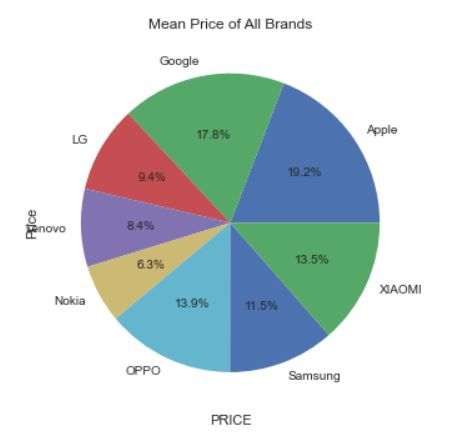 Mean Price of All Brands
Google
Apple
17.8%
LG
19.2%
9.4%
Price
Lenovo
8.4%
13.5%
6.3%
XIAOMI
Nokia
13.9%
11.5%
OPPO
Samsung
PRICE